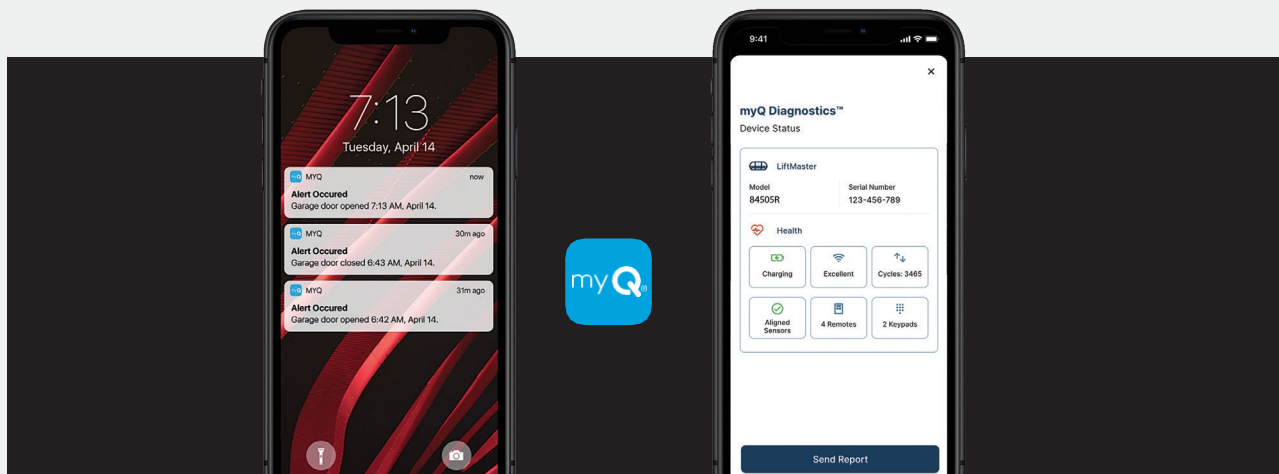 7:13
Tuesday, April 14
MYQ now
Alert Occured
Garage door opened 7:13 AM, April 14.
MYQ 30m ago
Alert Occured
Garage door closed 6:43 AM, April 14.
MYQ 31m ago
Alert Occured
Garage door opened 6:42 AM, April 14.
myQ®
9:41
myQ Diagnostics™
Device Status
LiftMaster
Model Serial Number
84505R 123-456-789
Health
Charging Excellent Cycles: 3465
Aligned
Sensors 4 Remotes 2 Keypads
Send Report